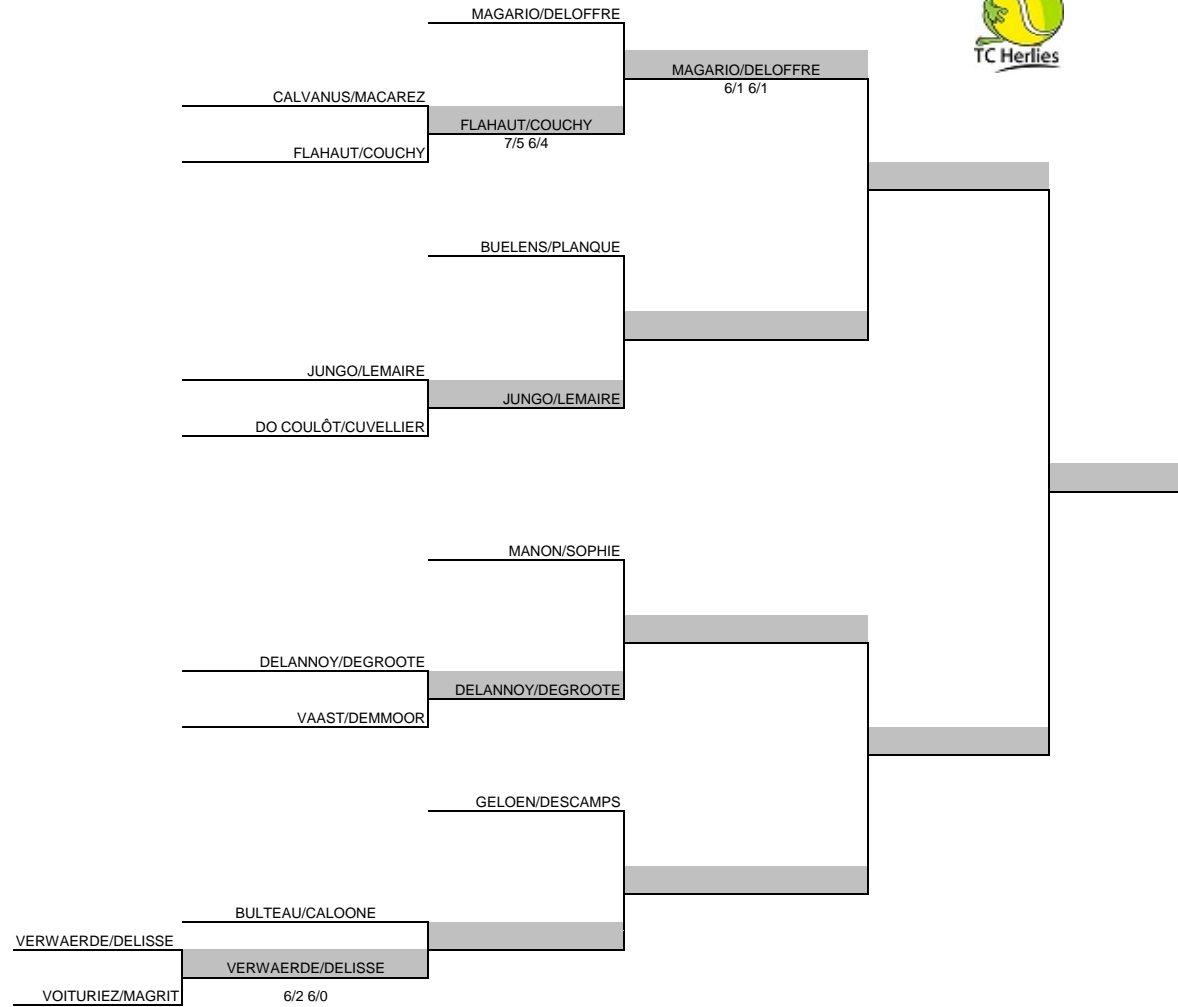 MAGARIO/DELOFFRE
TC Herlies
MAGARIO/DELOFFRE
6/1 6/1
CALVANUS/MACAREZ
FLAHAUT/COUCHY
7/5 6/4
FLAHAUT/COUCHY
BUELENS/PLANQUE
JUNGO/LEMAIRE
JUNGO/LEMAIRE
DO COULÔT/CUVELLIER
MANON/SOPHIE
DELANNOY/DEGROOTE
DELANNOY/DEGROOTE
VAAST/DEMMOOR
GELOEN/DESCAMPS
BULTEAU/CALOONE
VERWAERDE/DELISSE
VERWAERDE/DELISSE
VOITURIEZ/MAGRIT
6/2 6/0